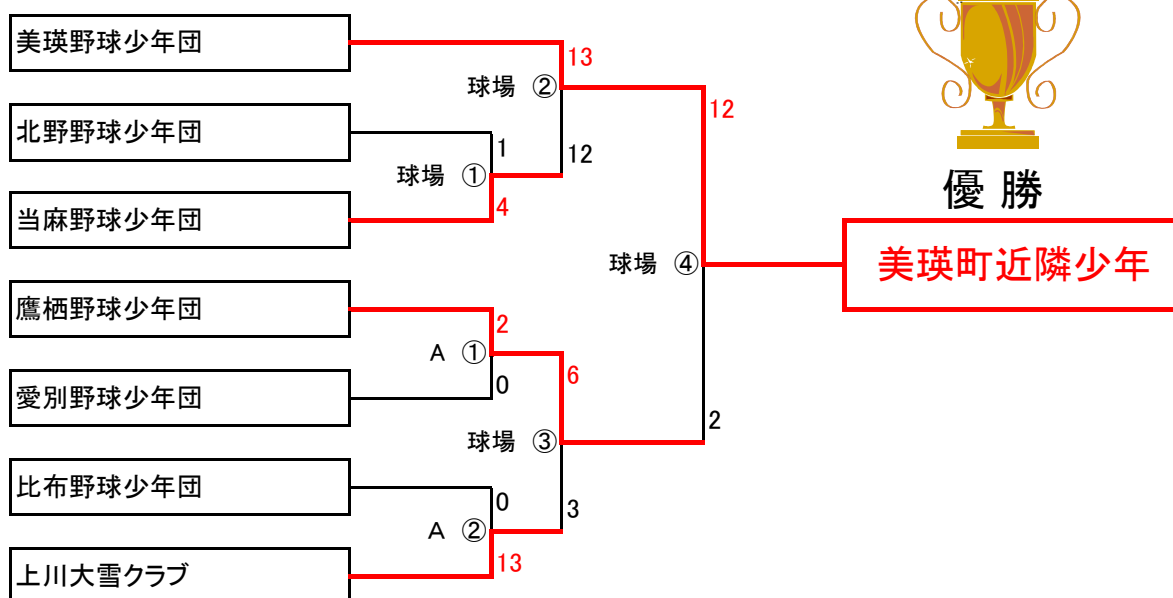 美瑛野球少年団
13
球場 ②
12
北野野球少年団
1
12
球場 ①
優 勝
当麻野球少年団
4
美瑛町近隣少年
球場 ④
鷹栖野球少年団
2
A ①
6
愛別野球少年団
0
2
球場 ③
比布野球少年団
0
3
A ②
上川大雪クラブ
13